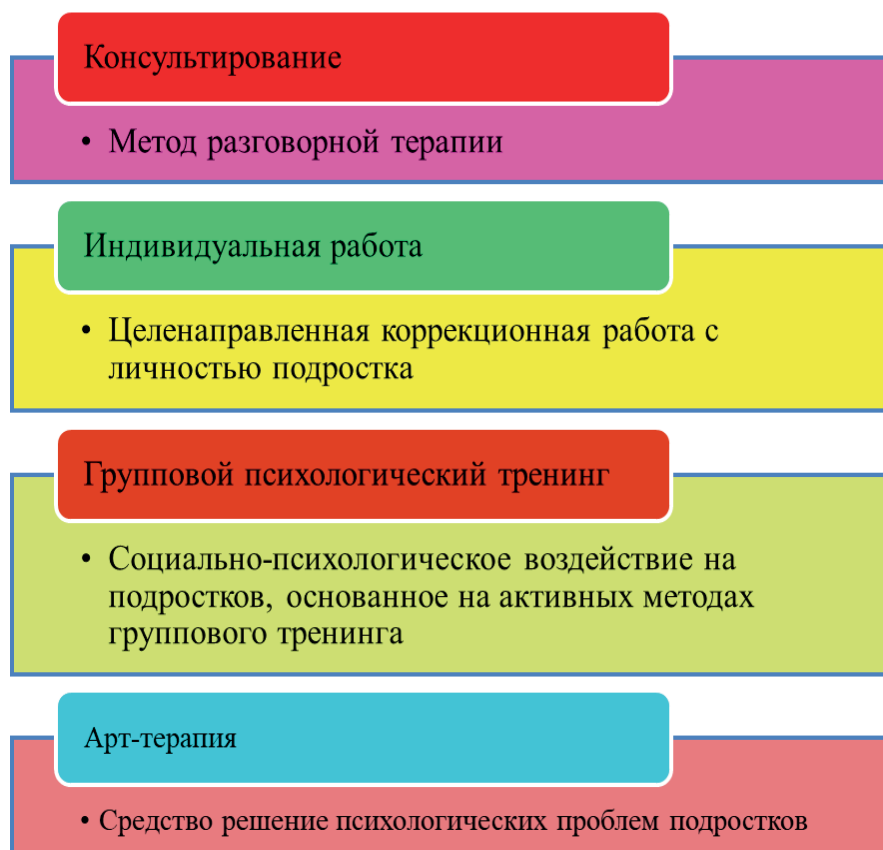 Консультирование
• Метод разговорной терапии
Индивидуальная работа
• Целенаправленная коррекционная работа с
личностью подростка
Групповой психологический тренинг
• Социально-психологическое воздействие на
подростков, основанное на активных методах
группового тренинга
Арт-терапия
• Средство решение психологических проблем подростков